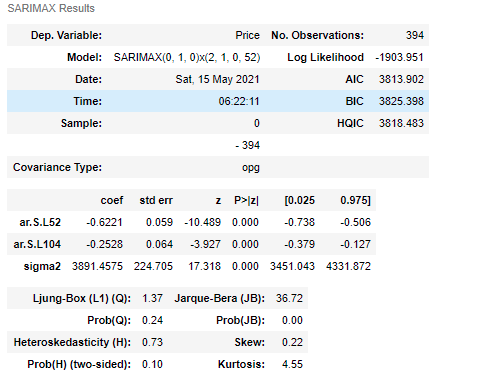 SARIMAX Results
Dep. Variable: Price No. Observations: 394
Model: SARIMAX(0, 1, 0)x(2, 1, 0, 52) Log Likelihood -1903.951
Date: Sat, 15 May 2021 AIC 3813.902
Time: 06:22:11 BIC 3825.398
Sample: 0 HQIC 3818.483
- 394
Covariance Type: opg
coef std err z P>|z| [0.025 0.975]
ar.S.L52 -0.6221 0.059 -10.489 0.000 -0.738 -0.506
ar.S.L104 -0.2528 0.064 -3.927 0.000 -0.379 -0.127
sigma2 3891.4575 224.705 17.318 0.000 3451.043 4331.872
Ljung-Box (L1) (Q): 1.37 Jarque-Bera (JB): 36.72
Prob(Q): 0.24 Prob(JB): 0.00
Heteroskedasticity (H): 0.73 Skew: 0.22
Prob(H) (two-sided): 0.10 Kurtosis: 4.55